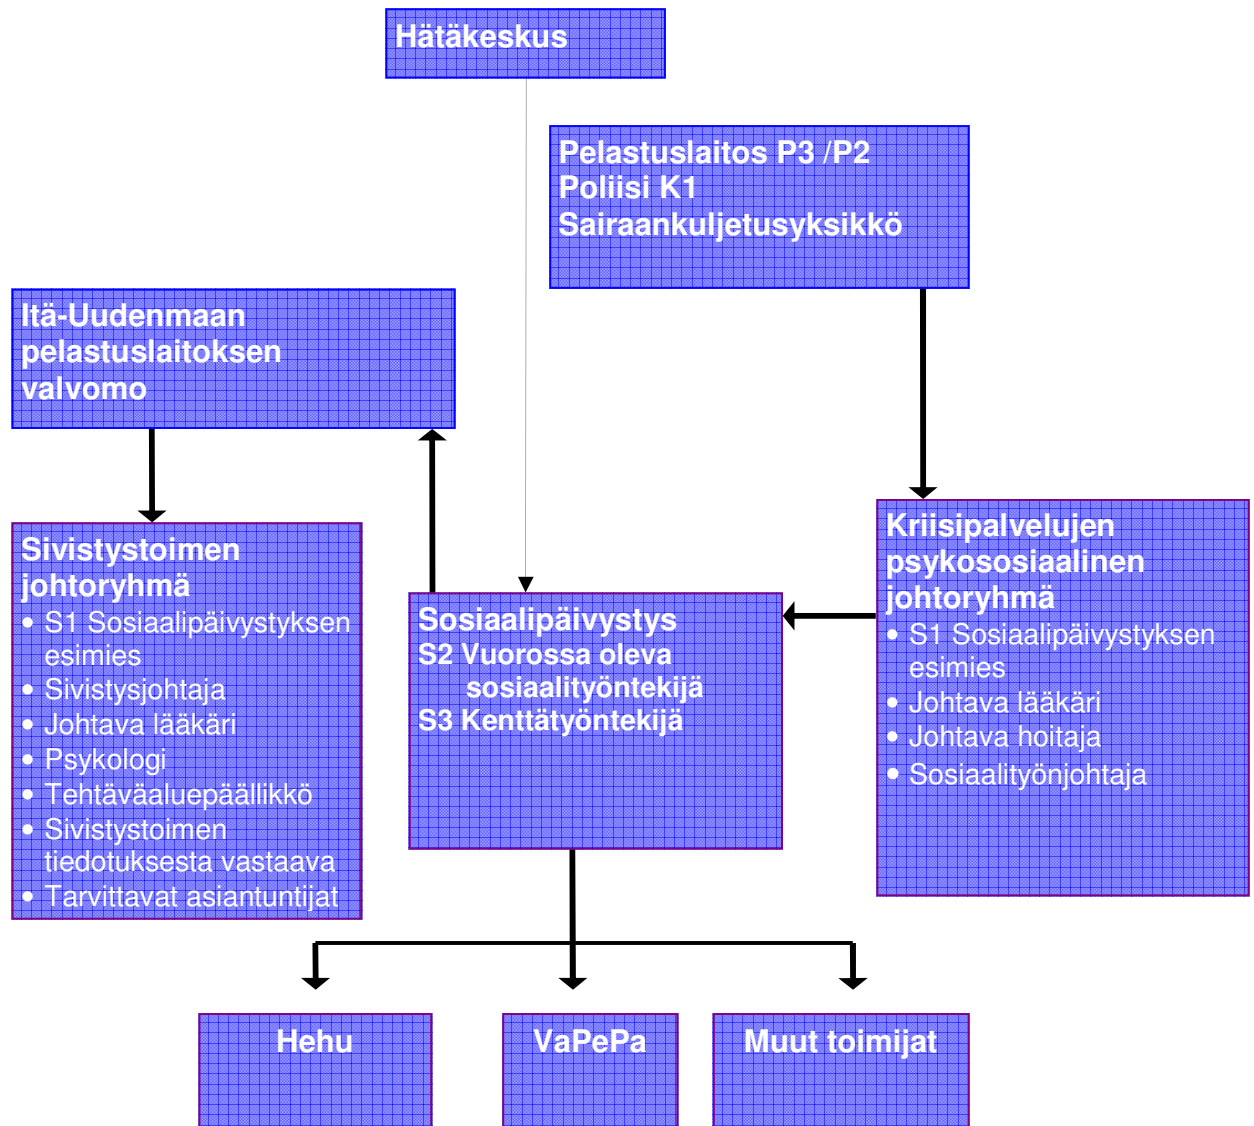 Hätäkeskus
Pelastuslaitos P3 /P2
Poliisi K1
Sairaankuljetusyksikkö
Itä-Uudenmaan
pelastuslaitoksen
valvomo
Sivistystoimen
johtoryhmä
• S1 Sosiaalipäivystyksen
esimies
• Sivistysjohtaja
• Johtava lääkäri
• Psykologi
• Tehtäväaluepäällikkö
• Sivistystoimen
tiedotuksesta vastaava
• Tarvittavat asiantuntijat
Sosiaalipäivystys
S2 Vuorossa oleva
sosiaalityöntekijä
S3 Kenttätyöntekijä
Kriisipalvelujen
psykososiaalinen
johtoryhmä
• S1 Sosiaalipäivystyksen
esimies
• Johtava lääkäri
• Johtava hoitaja
• Sosiaalityönjohtaja
Hehu
VaPePa
Muut toimijat